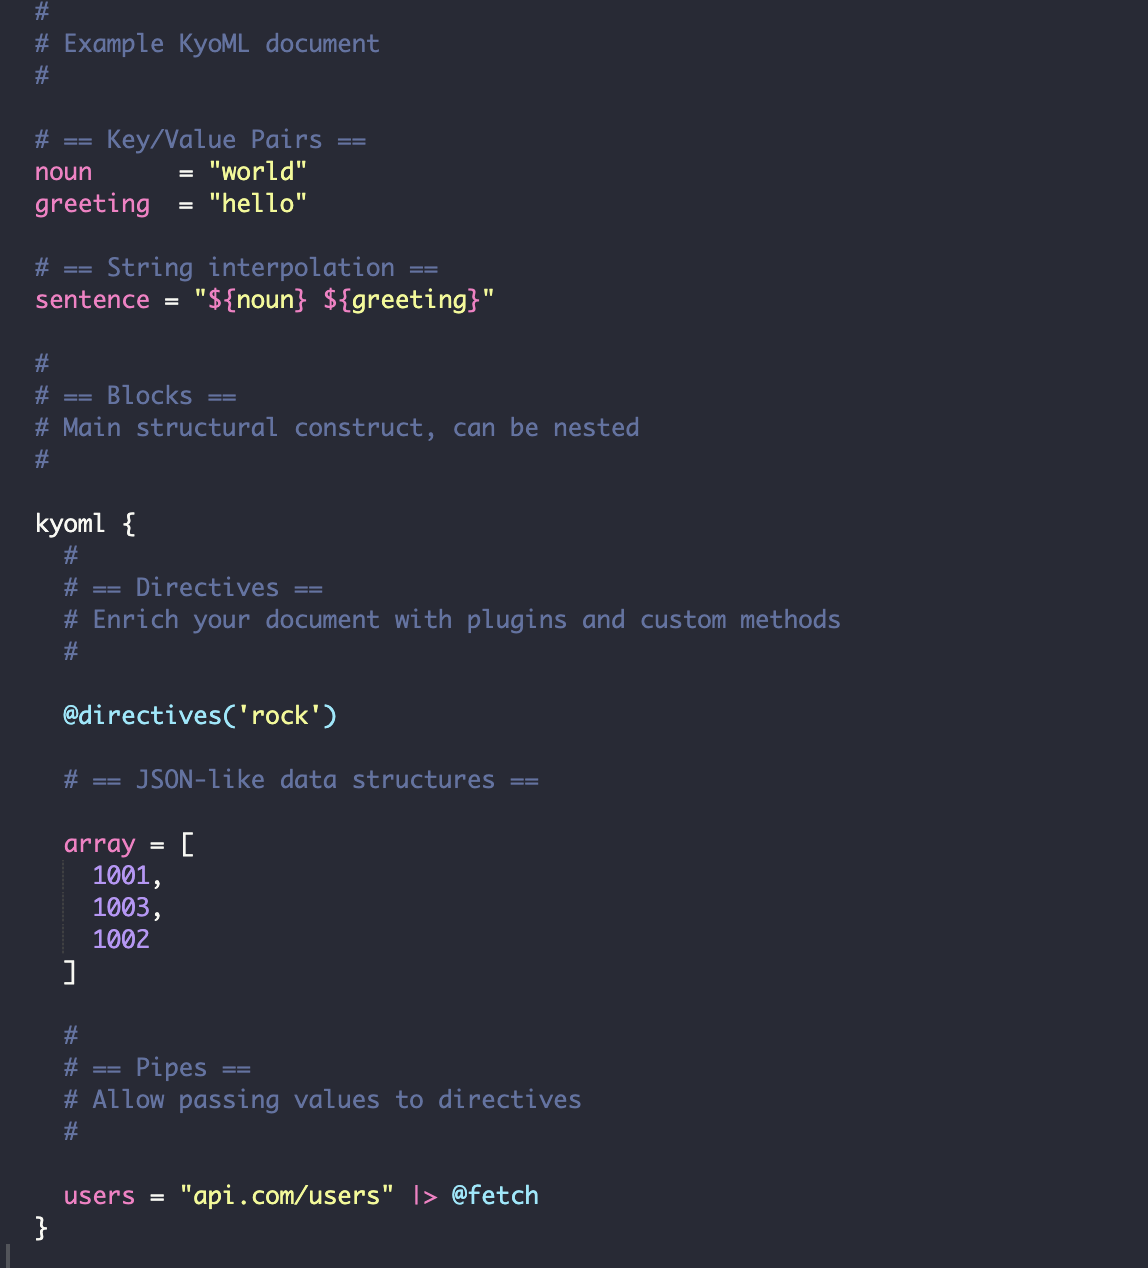 #
# Example KyoML document
#
# == Key/Value Pairs ==
noun      = "world"
greeting  = "hello"
# == String interpolation ==
sentence = "${noun} ${greeting}"
#
# == Blocks ==
# Main structural construct, can be nested
#
kyoml {
  #
  # == Directives ==
  # Enrich your document with plugins and custom methods
  #
  @directives('rock')
  # == JSON-like data structures ==
  array = [
    1001,
    1003,
    1002
  ]
  #
  # == Pipes ==
  # Allow passing values to directives
  #
  users = "api.com/users" |> @fetch
}